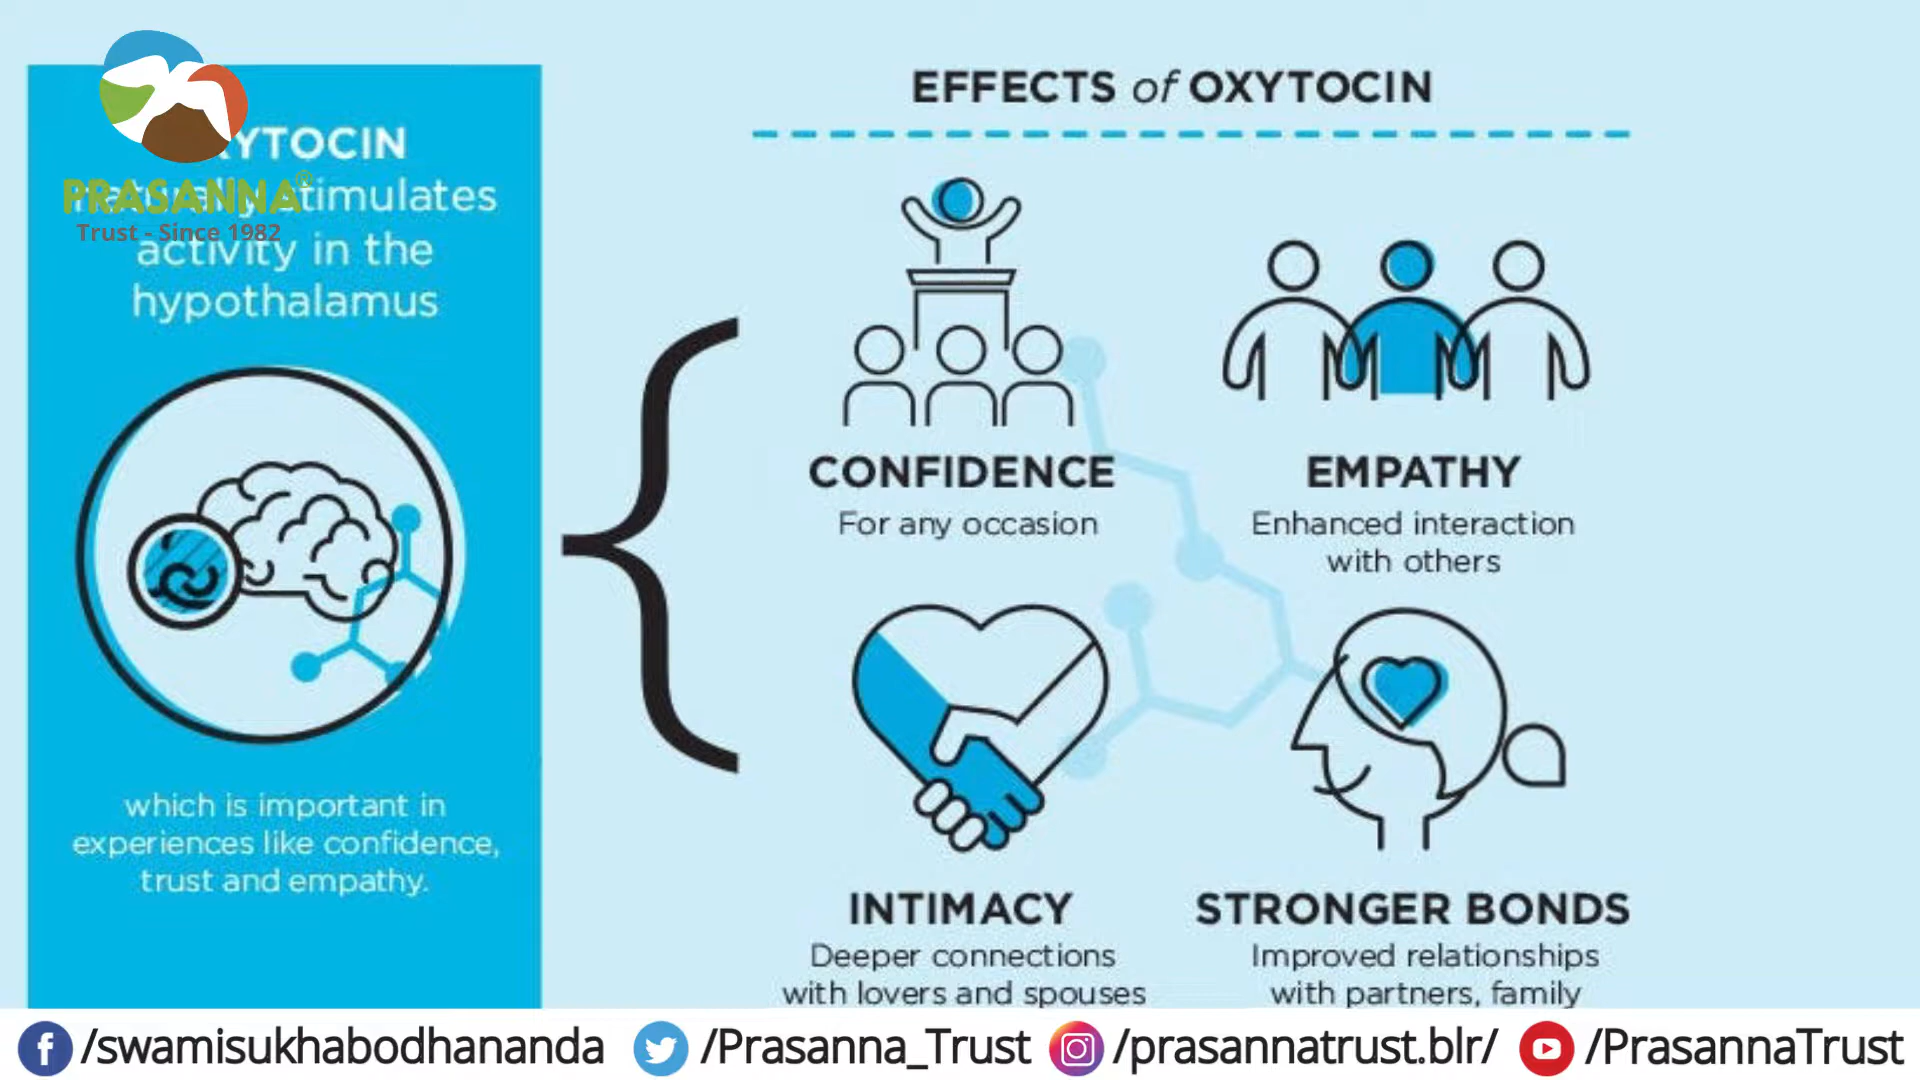 PRASANNA®
Trust - Since 1982
YTOCIN
naturally stimulates
activity in the
hypothalamus
which is important in
experiences like confidence,
trust and empathy.
EFFECTS of OXYTOCIN
CONFIDENCE
For any occasion
EMPATHY
Enhanced interaction
with others
INTIMACY
Deeper connections
with lovers and spouses
STRONGER BONDS
Improved relationships
with partners, family
/swamisukhabodhananda
/Prasanna_Trust
/prasannatrust.blr/
/PrasannaTrust